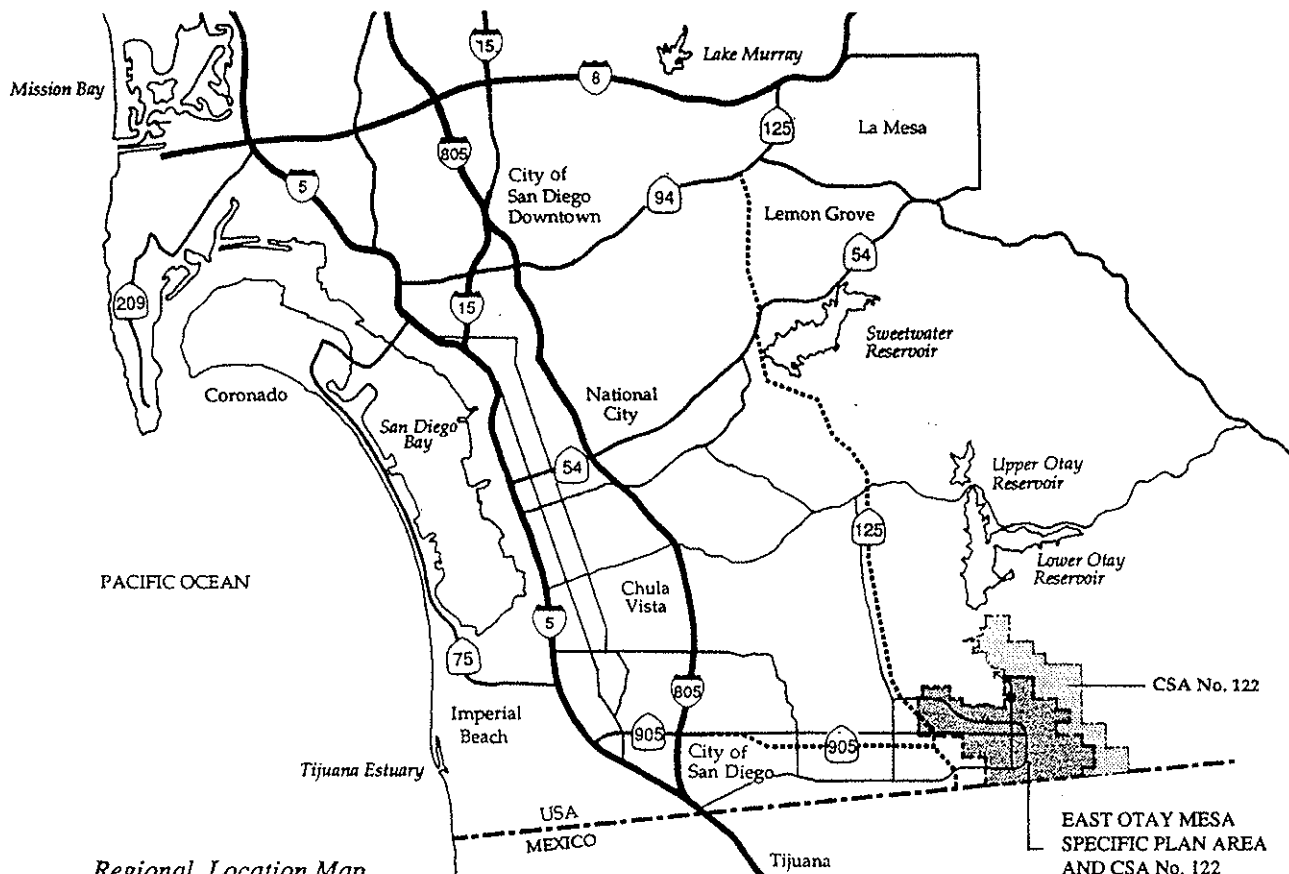 15
Lake Murray
Mission Bay
8
125
La Mesa
805
City of
San Diego
Downtown
5
94
Lemon Grove
54
209
15
Sweetwater
Reservoir
Coronado
National
City
San Diego
Bay
54
Upper Otay
Reservoir
125
Lower Otay
Reservoir
PACIFIC OCEAN
Chula
Vista
5
75
805
CSA No. 122
Imperial
Beach
905
905
City of
San Diego
Tijuana Estuary
USA
MEXICO
EAST OTAY MESA
SPECIFIC PLAN AREA
AND CSA No. 122
Tijuana
Regional Location Map